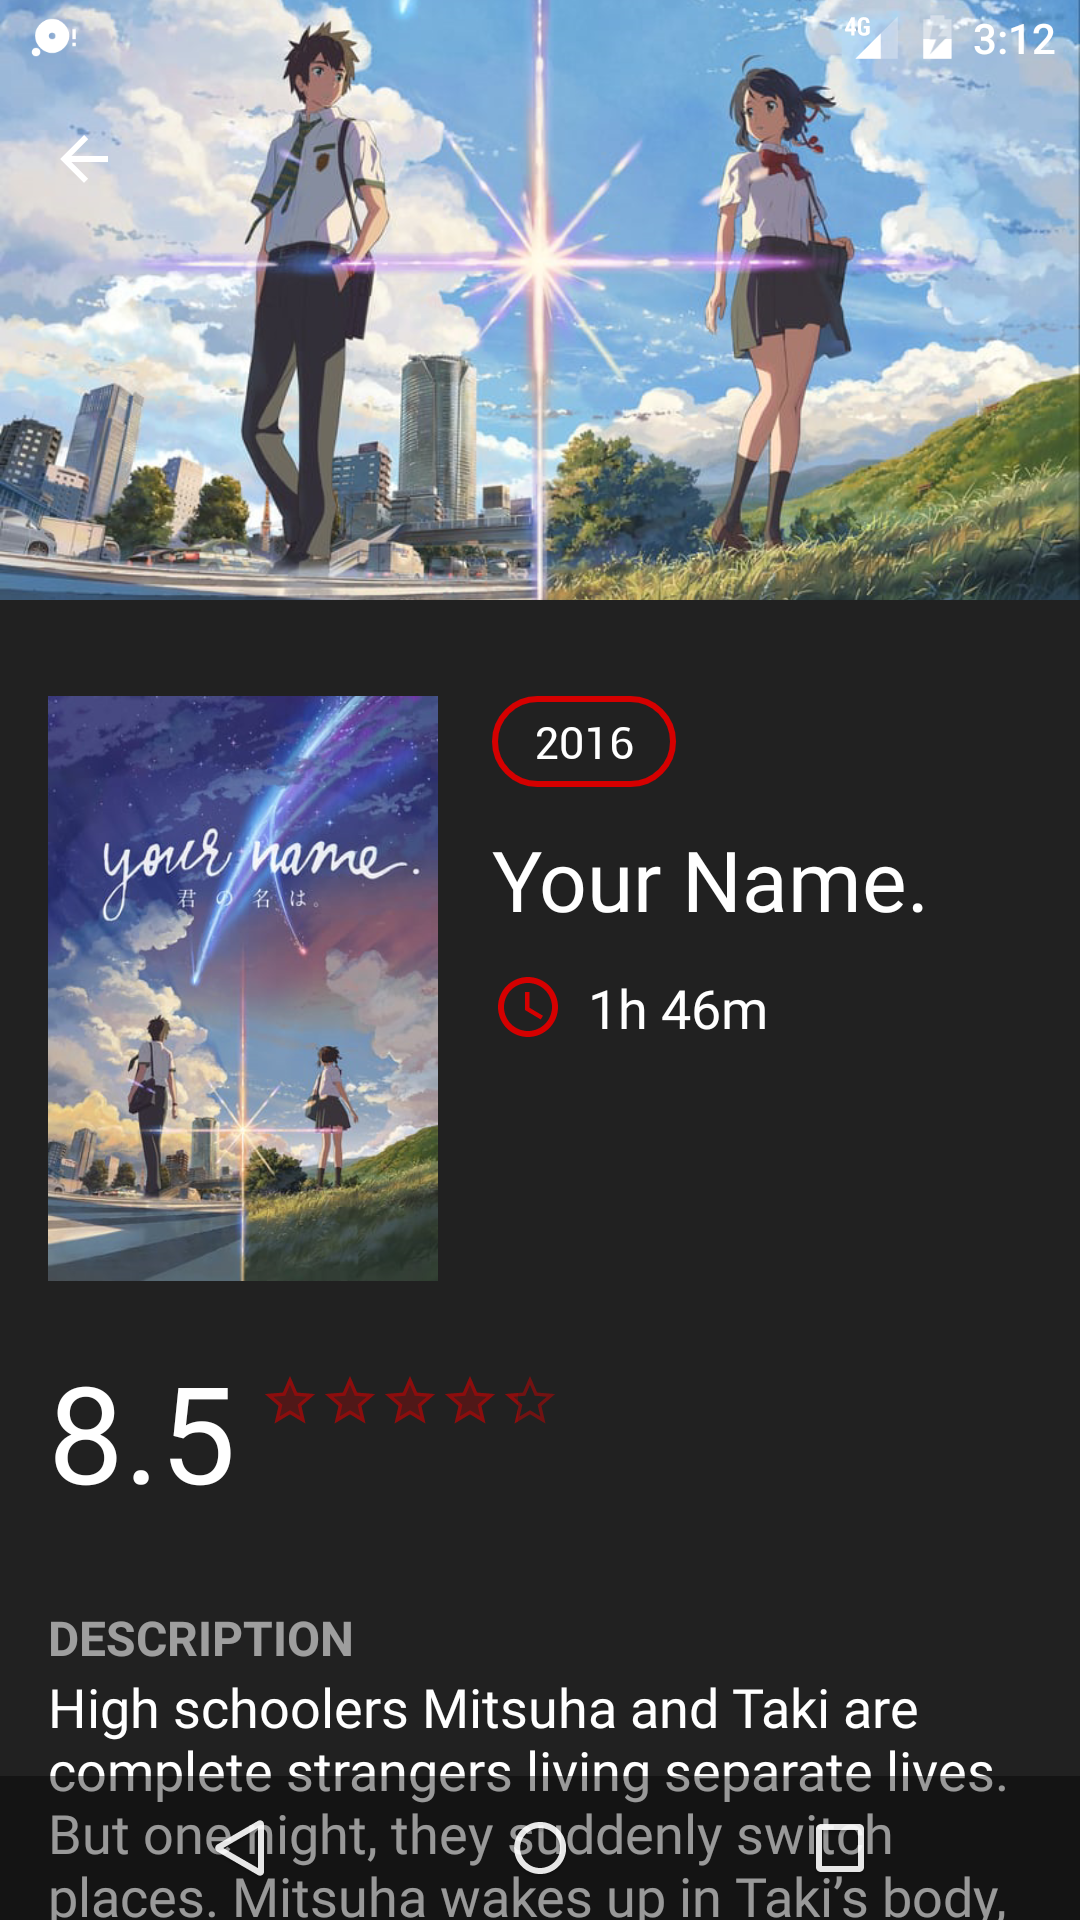 4G 3:12
2016
your name.
君の名は。
Your Name.
1h 46m
8.5
DESCRIPTION
High schoolers Mitsuha and Taki are
complete strangers living separate lives.
But one night, they suddenly switch
places. Mitsuha wakes up in Taki’s body,